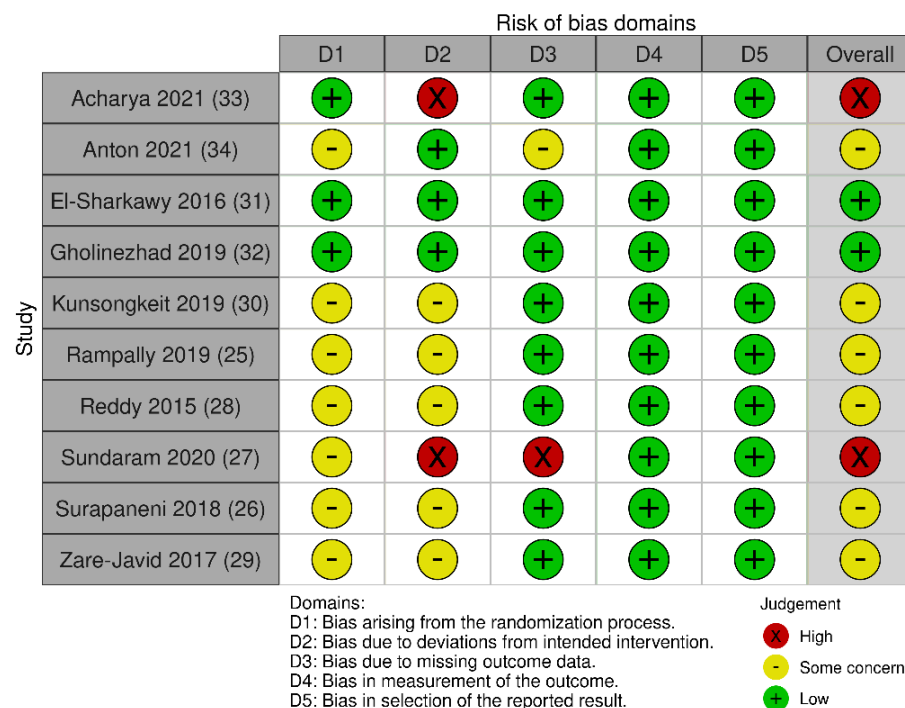 Risk of bias domains
D1 D2 D3 D4 D5 Overall
Study
Acharya 2021 (33) + X + + + X
Anton 2021 (34) - + - + + -
El-Sharkawy 2016 (31) + + + + + +
Gholinezhad 2019 (32) + + + + + +
Kunsongkeit 2019 (30) - - + + + -
Rampally 2019 (25) - - + + + -
Reddy 2015 (28) - - + + + -
Sundaram 2020 (27) - X X + + X
Surapaneni 2018 (26) - - + + + -
Zare-Javid 2017 (29) - - + + + -
Domains:
D1: Bias arising from the randomization process.
D2: Bias due to deviations from intended intervention.
D3: Bias due to missing outcome data.
D4: Bias in measurement of the outcome.
D5: Bias in selection of the reported result.
Judgement
X High
- Some concern
+ Low